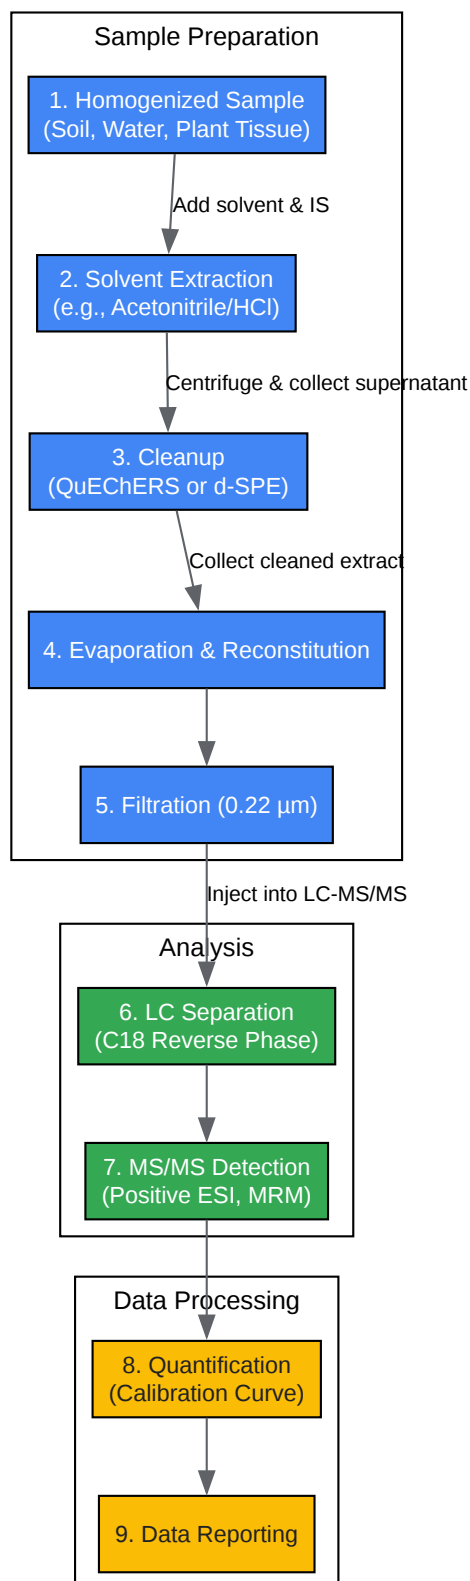 Sample Preparation
1. Homogenized Sample
(Soil, Water, Plant Tissue)
Add solvent & IS
2. Solvent Extraction
(e.g., Acetonitrile/HCl)
Centrifuge & collect supernatant
3. Cleanup
(QuEChERS or d-SPE)
Collect cleaned extract
4. Evaporation & Reconstitution
5. Filtration (0.22 µm)
Inject into LC-MS/MS
Analysis
6. LC Separation
(C18 Reverse Phase)
7. MS/MS Detection
(Positive ESI, MRM)
Data Processing
8. Quantification
(Calibration Curve)
9. Data Reporting